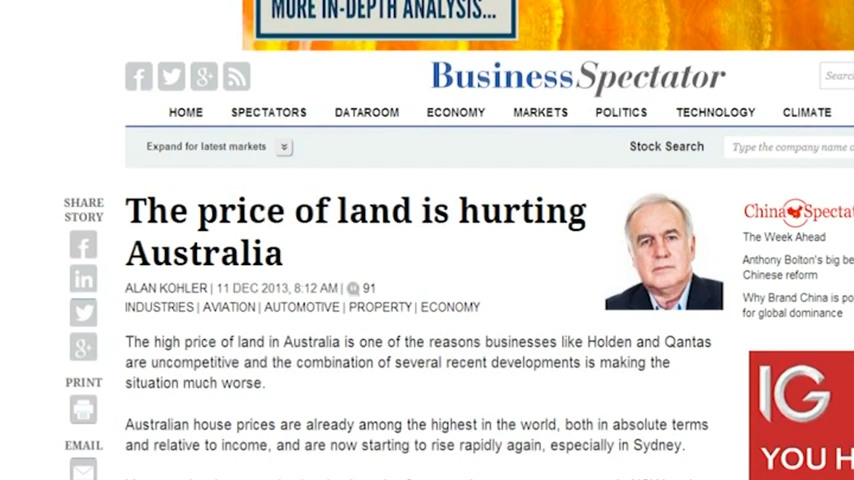 MORE IN-DEPTH ANALYSIS...
BusinessSpectator
Searc
HOME SPECTATORS DATAROOM ECONOMY MARKETS POLITICS TECHNOLOGY CLIMATE
Expand for latest markets
Stock Search
Type the company name o
SHARE
STORY
The price of land is hurting
Australia
ALAN KOHLER | 11 DEC 2013, 8:12 AM | 91
INDUSTRIES | AVIATION | AUTOMOTIVE | PROPERTY | ECONOMY
The high price of land in Australia is one of the reasons businesses like Holden and Qantas
are uncompetitive and the combination of several recent developments is making the
situation much worse.
Australian house prices are already among the highest in the world, both in absolute terms
and relative to income, and are now starting to rise rapidly again, especially in Sydney.
PRINT
EMAIL
China Spectat
The Week Ahead
Anthony Bolton's big be
Chinese reform
Why Brand China is po
for global dominance
IG
YOU H